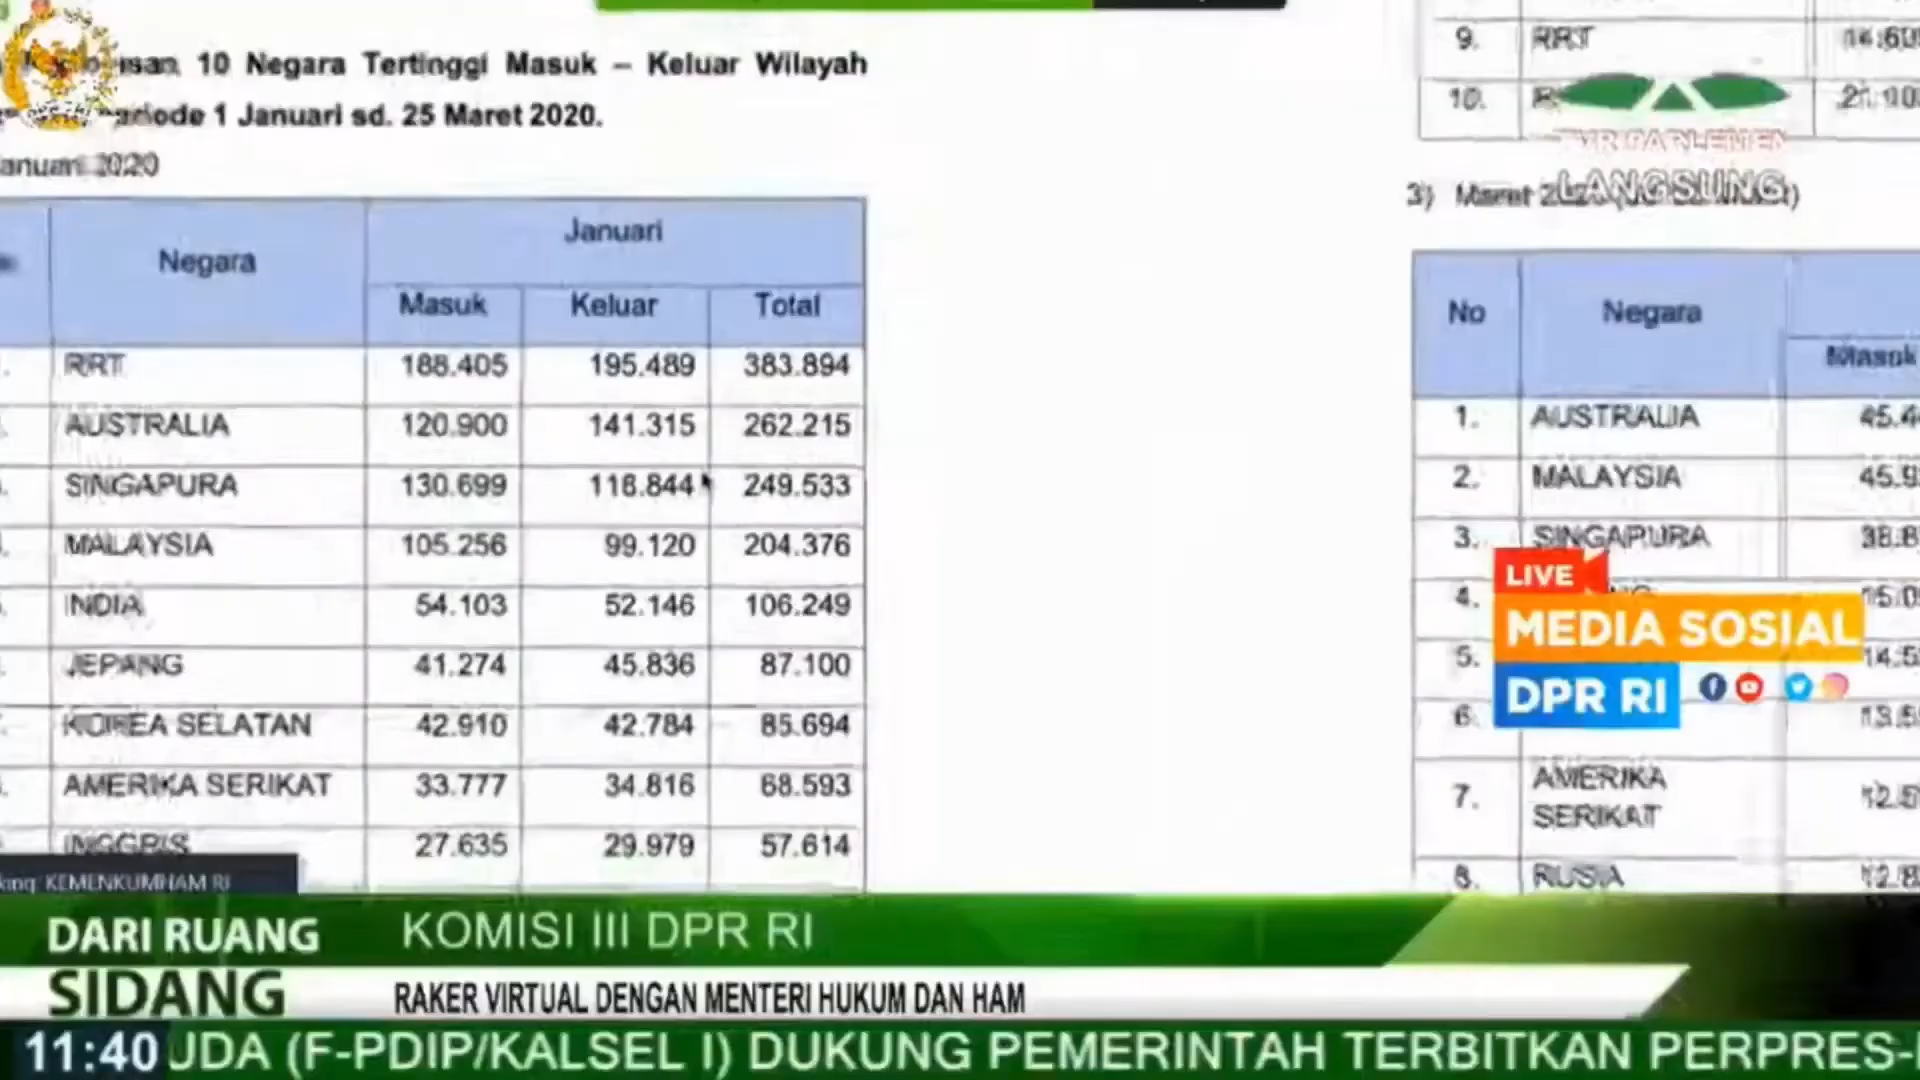 10 Negara Tertinggi Masuk – Keluar Wilayah
1 Januari sd. 25 Maret 2020.
2020
Negara
Januari
Masuk
Keluar
Total
RRT 188.405 195.489 383.894
AUSTRALIA 120.900 141.315 262.215
SINGAPURA 130.699 118.844 249.533
MALAYSIA 105.256 99.120 204.376
INDIA 54.103 52.146 106.249
JEPANG 41.274 45.836 87.100
KOREA SELATAN 42.910 42.784 85.694
AMERIKA SERIKAT 33.777 34.816 68.593
INGGRIS 27.635 29.979 57.614
KEMENKUMHAM RI
9. RRT
10.
TVR PARLEMEN
LANGSUNG
3) Maret
No
Negara
Masuk
1. AUSTRALIA
2. MALAYSIA
3. SINGAPURA
4.
5.
6.
7. AMERIKA
SERIKAT
8. RUSIA
LIVE
MEDIA SOSIAL
DPR RI
DARI RUANG
SIDANG
KOMISI III DPR RI
RAKER VIRTUAL DENGAN MENTERI HUKUM DAN HAM
11:40 UDA (F-PDIP/KALSEL I) DUKUNG PEMERINTAH TERBITKAN PERPRES-